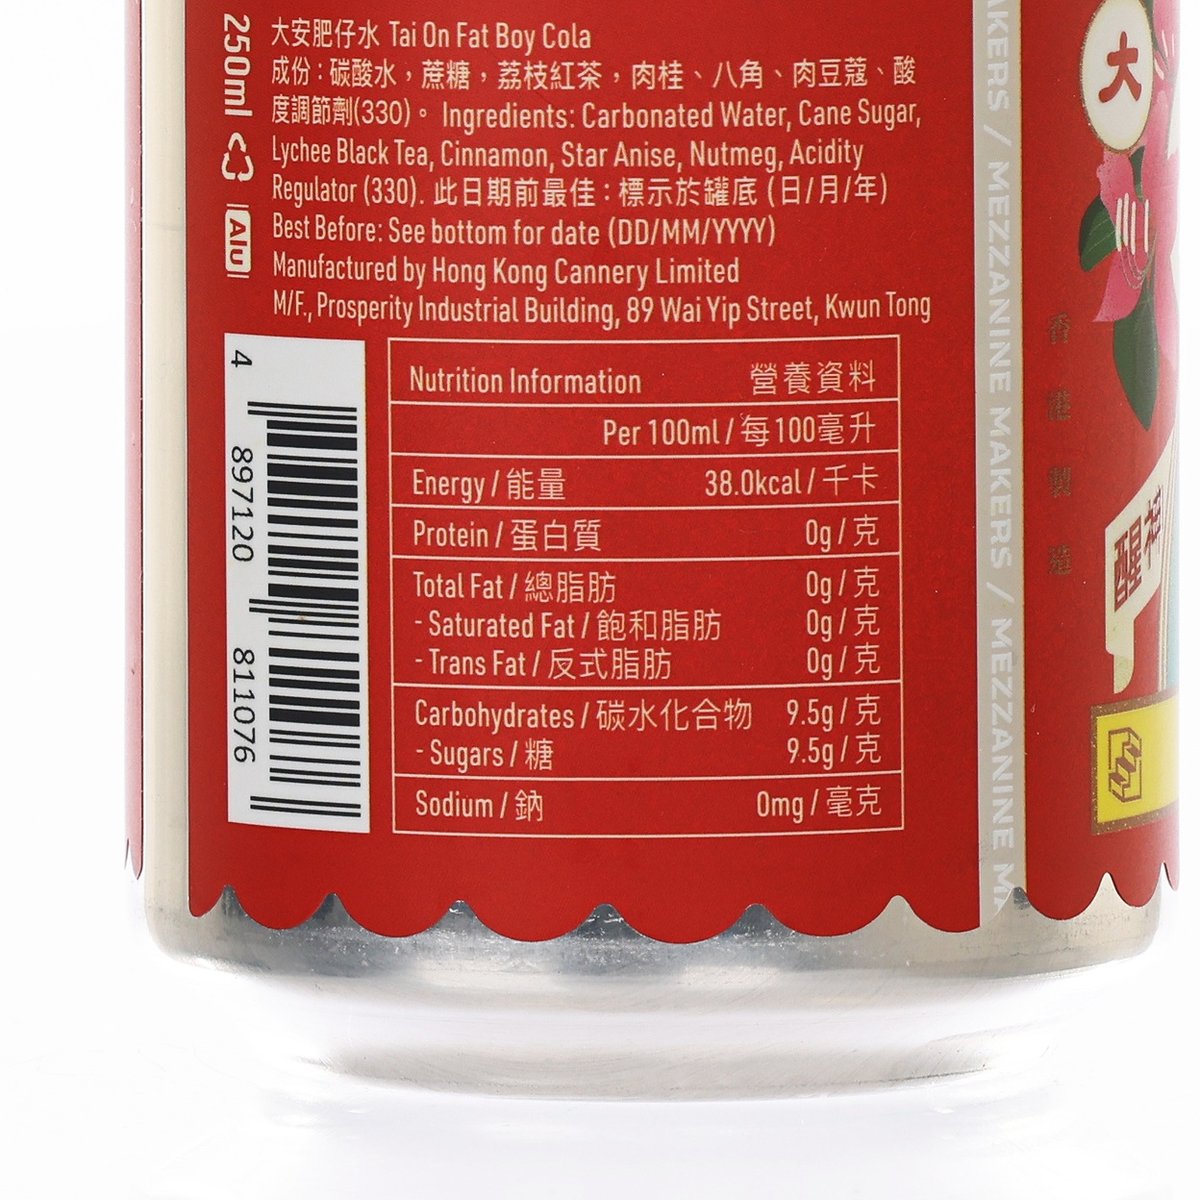 大安肥仔水 Tai On Fat Boy Cola
成份：碳酸水，蔗糖，荔枝紅茶，肉桂、八角、肉豆蔻、酸
度調節劑(330)。 Ingredients: Carbonated Water, Cane Sugar,
Lychee Black Tea, Cinnamon, Star Anise, Nutmeg, Acidity
Regulator (330). 此日期前最佳：標示於罐底 (日/月/年)
Best Before: See bottom for date (DD/MM/YYYY)
Manufactured by Hong Kong Cannery Limited
M/F., Prosperity Industrial Building, 89 Wai Yip Street, Kwun Tong
250ml
Alu
4 897120 811076
Nutrition Information 營養資料
Per 100ml / 每100毫升
Energy / 能量 38.0kcal / 千卡
Protein / 蛋白質 0g / 克
Total Fat / 總脂肪 0g / 克
- Saturated Fat / 飽和脂肪 0g / 克
- Trans Fat / 反式脂肪 0g / 克
Carbohydrates / 碳水化合物 9.5g / 克
- Sugars / 糖 9.5g / 克
Sodium / 鈉 0mg / 毫克
AKERS / MEZZANINE MAKERS / MEZZANINE MA
大
香港製造
醒神